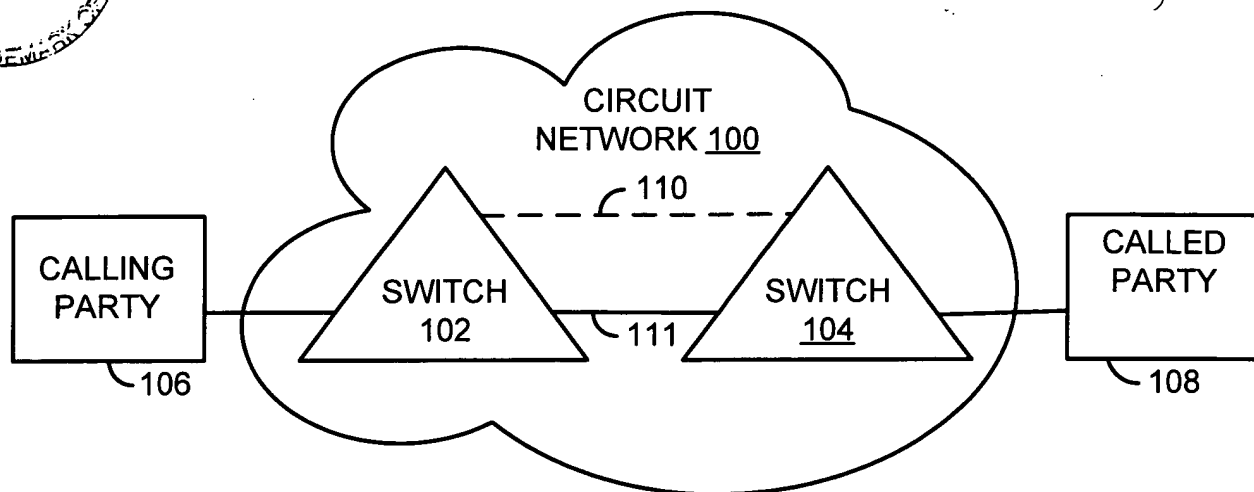 CIRCUIT
NETWORK 100
110
CALLING
PARTY
SWITCH
102
111
SWITCH
104
CALLED
PARTY
106
108